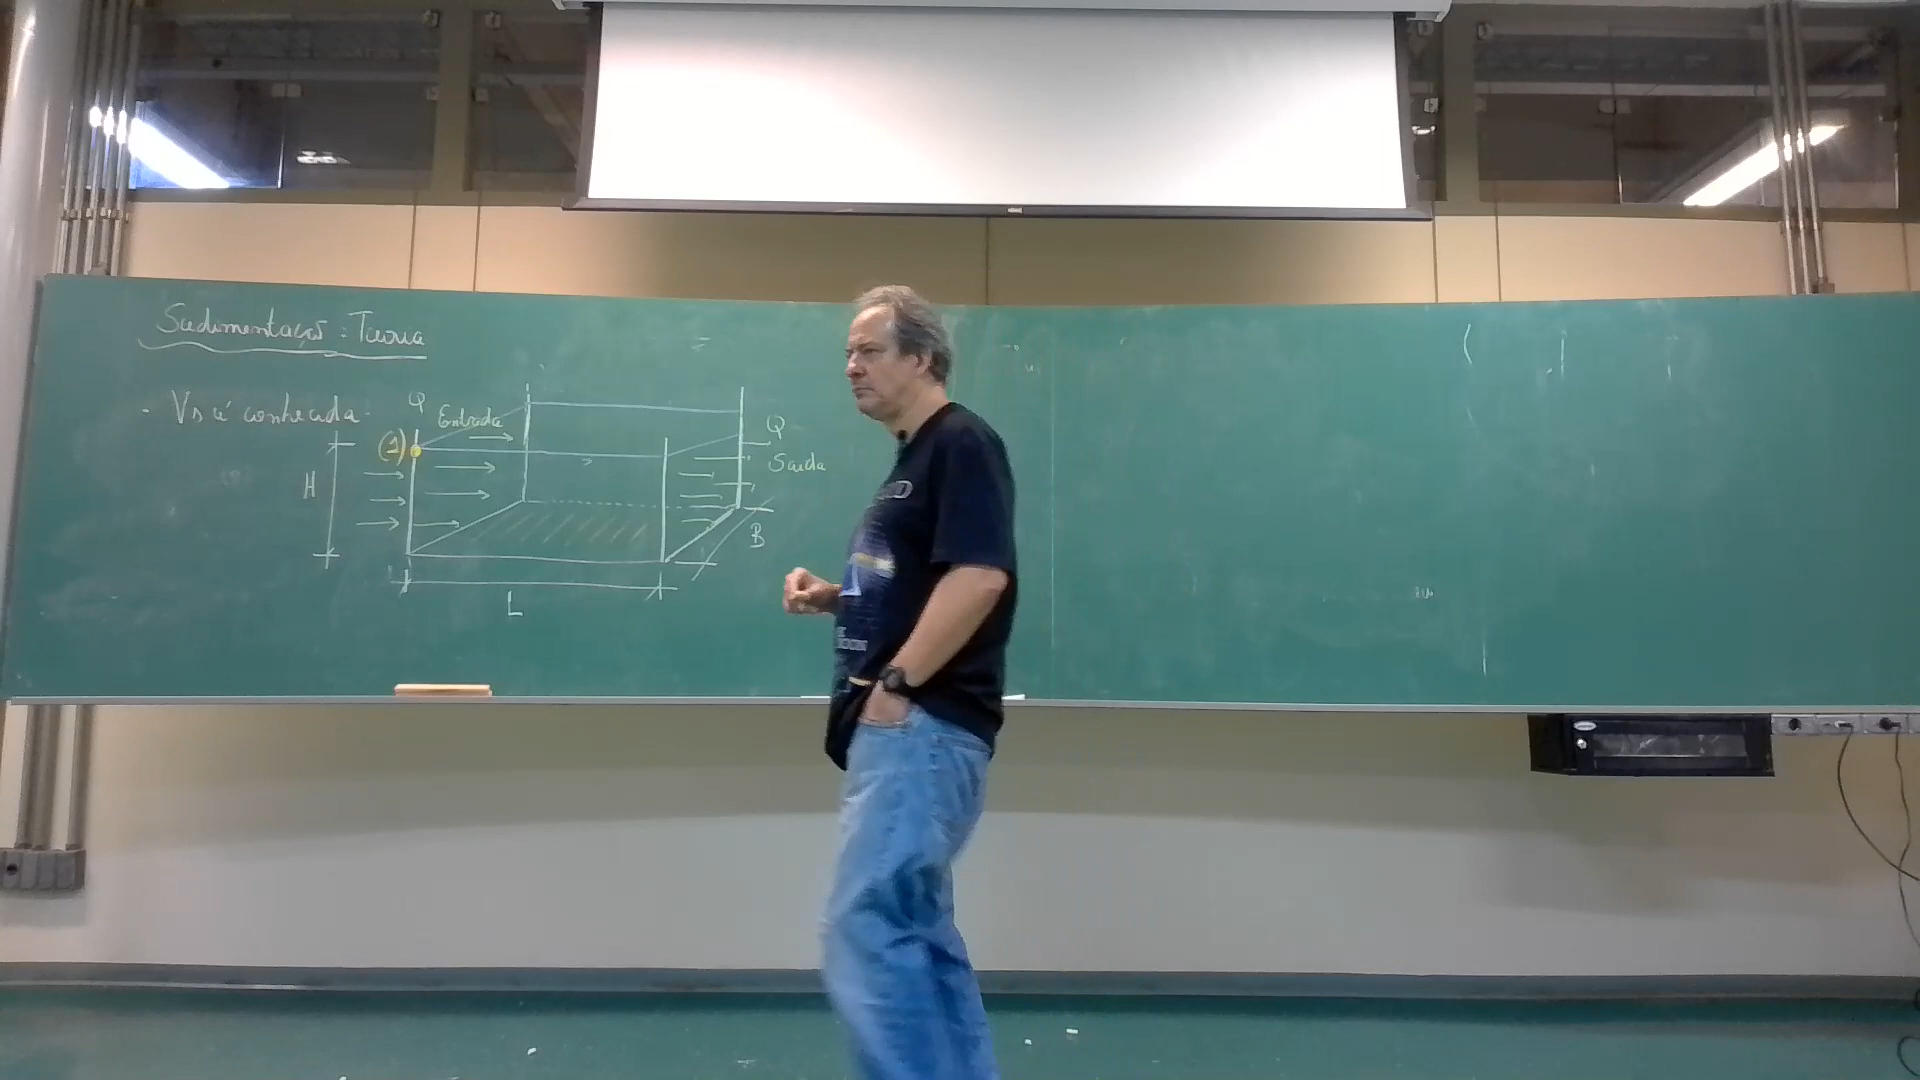 Sedimentação: Teoria
- Vs é conhecida.
Q
Entrada
(1)
H
L
Q
Saída
B